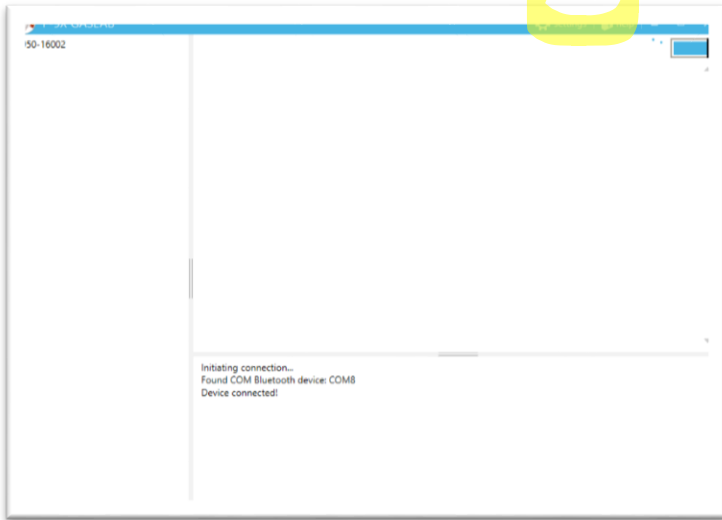 50-16002
Initiating connection...
Found COM Bluetooth device: COM8
Device connected!